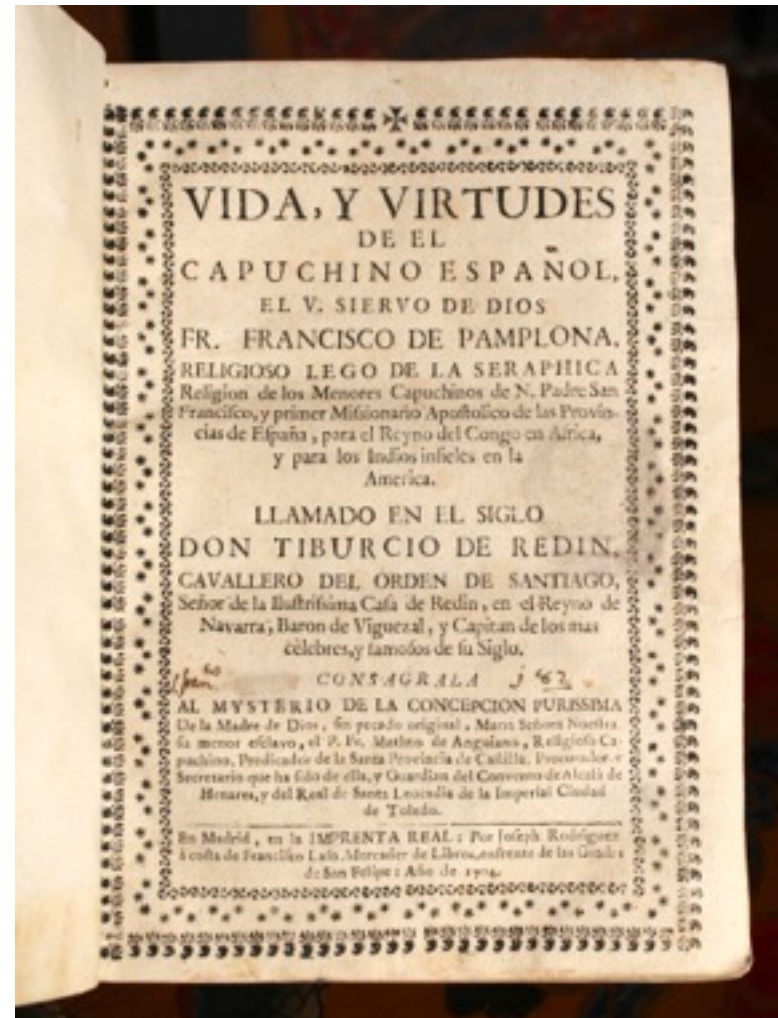 VIDA, Y VIRTUDES
DE EL
CAPUCHINO ESPAÑOL,
EL V. SIERVO DE DIOS
FR. FRANCISCO DE PAMPLONA,
RELIGIOSO LEGO DE LA SERAPHICA
Religion de los Menores Capuchinos de N. Padre San
Francisco, y primer Missionario Apostolico de las Provin-
cias de España, para el Reyno del Congo en Africa,
y para los Indios infieles en la
America.
LLAMADO EN EL SIGLO
DON TIBURCIO DE REDIN,
CAVALLERO DEL ORDEN DE SANTIAGO,
Señor de la Ilustrissima Casa de Redin, en el Reyno de
Navarra, Baron de Viguezal, y Capitan de los mas
cèlebres, y famosos de su Siglo.
CONSAGRALA
AL MYSTERIO DE LA CONCEPCION PURISSIMA
De la Madre de Dios, sin pecado original, Maria Señora Nuestra
su menor esclavo, el P. Fr. Matheo de Anguiano, Religioso Ca-
puchino, Predicador de la Santa Provincia de Castilla, Procurador, y
Secretario que ha sido de ella, y Guardian del Convento de Alcalà de
Henares, y del Real de Santa Leocadia de la Imperial Ciudad
de Toledo.
En Madrid, en la IMPRENTA REAL: Por Joseph Rodriguez
à costa de Francisco Laso, Mercader de Libros, enfrente de las Gradas
de San Felipe: Año de 1704.